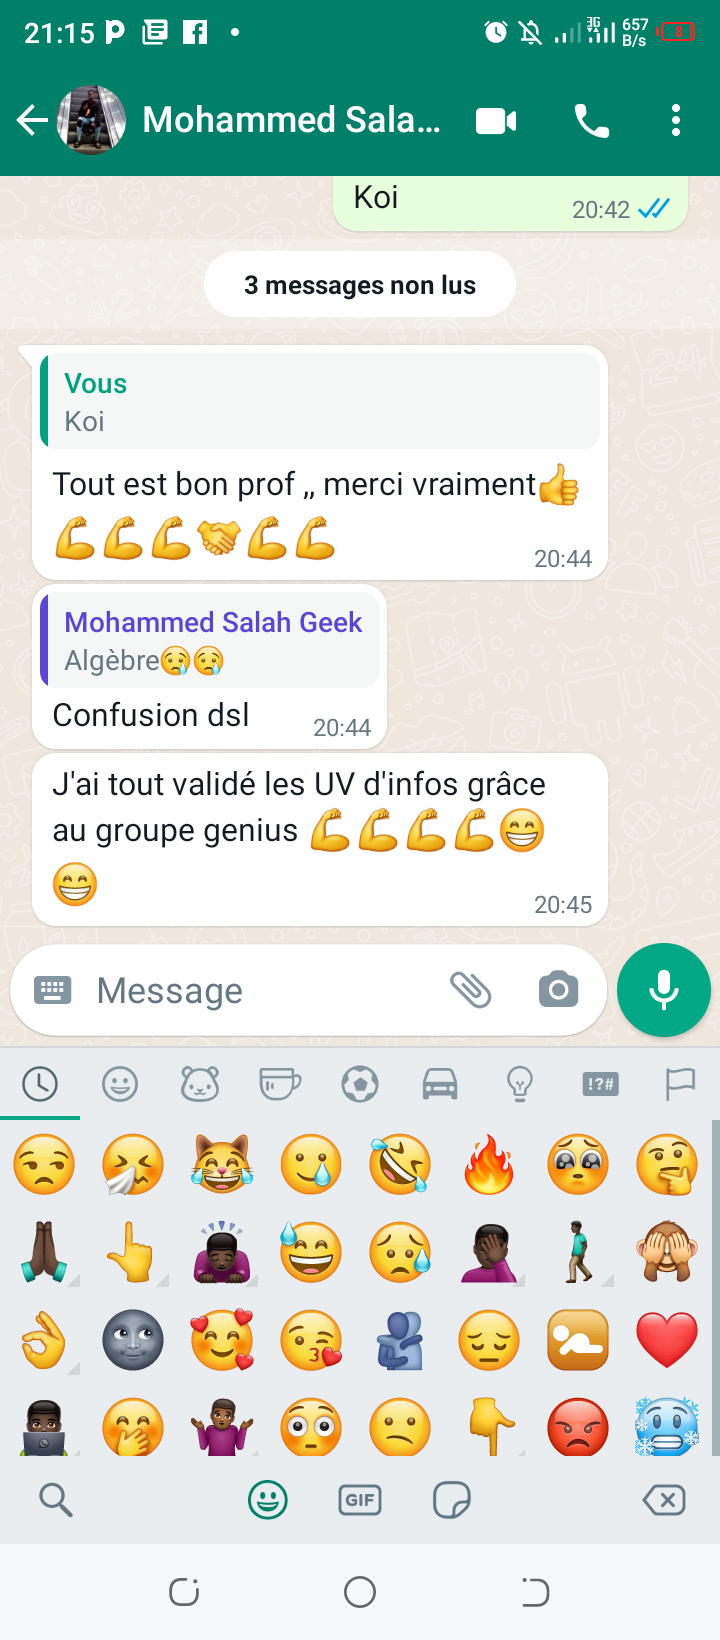 21:15
3G
657
B/s
8
Mohammed Sala...
Koi
20:42
3 messages non lus
Vous
Koi
Tout est bon prof ,, merci vraiment👍
💪💪💪🤝💪💪
20:44
Mohammed Salah Geek
Algèbre😢😢
Confusion dsl
20:44
J'ai tout validé les UV d'infos grâce
au groupe genius 💪💪💪💪😁
😁
20:45
Message
!?#
GIF